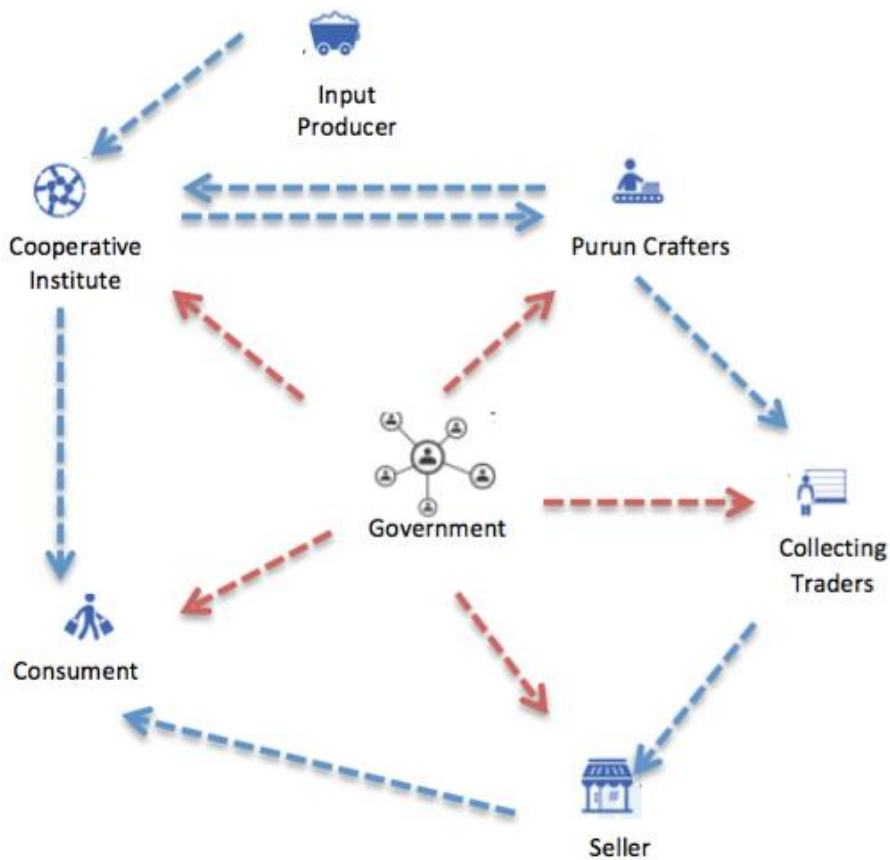 Input
Producer
Cooperative
Institute
Purun Crafters
Government
Collecting
Traders
Consument
Seller